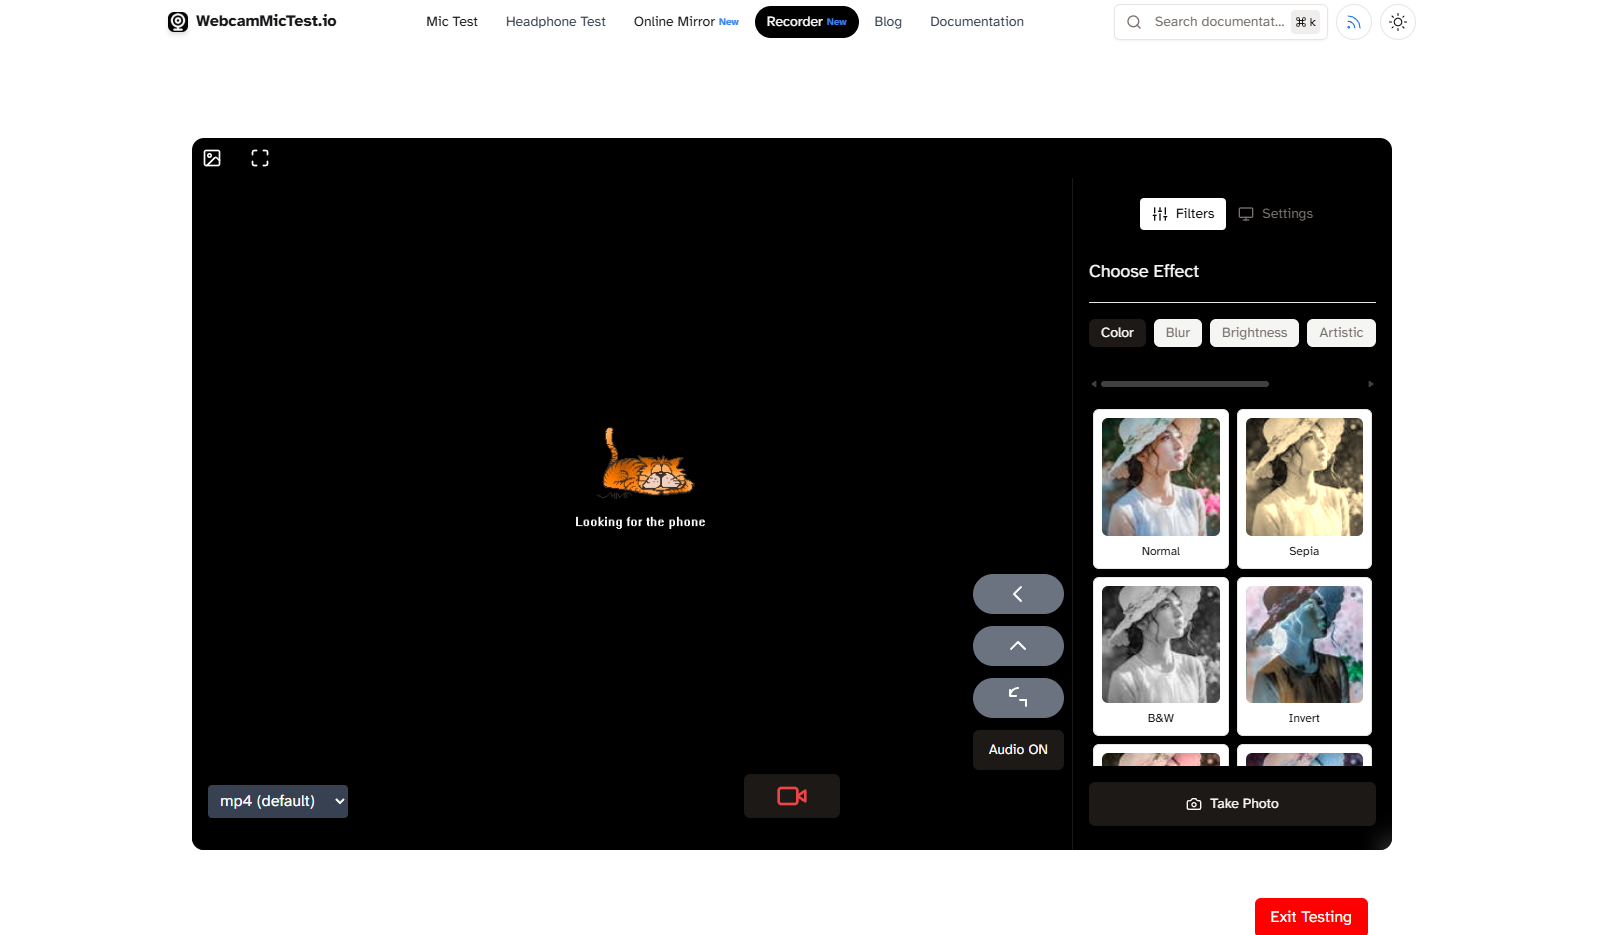 WebcamMicTest.io
Mic Test
Headphone Test
Online Mirror New
Recorder New
Blog
Documentation
Search documentat...
⌘ k
Filters
Settings
Choose Effect
Color
Blur
Brightness
Artistic
Looking for the phone
Normal
Sepia
B&W
Invert
Audio ON
mp4 (default)
Take Photo
Exit Testing